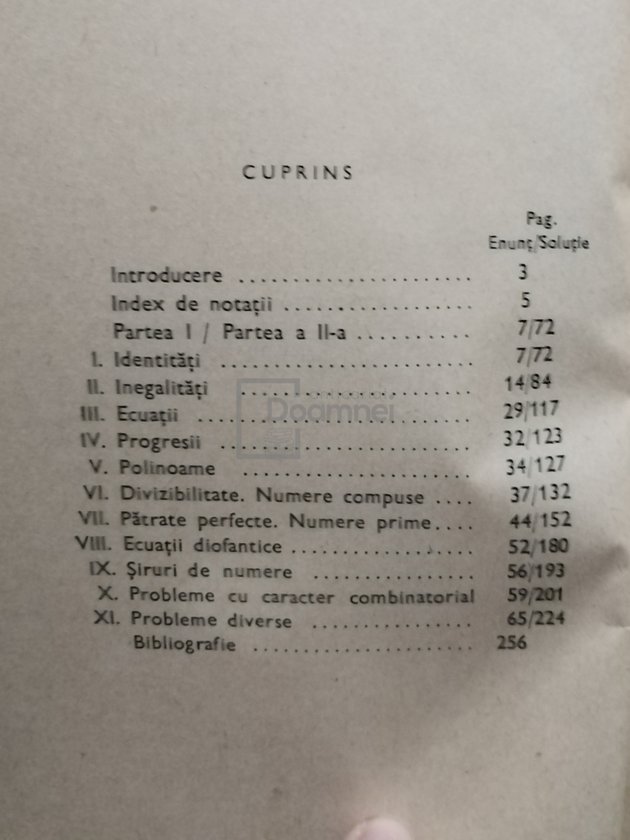 CUPRINS
Pag.
Enunț/Soluție
Introducere ...................... 3
Index de notații ................... 5
Partea I / Partea a II-a ........... 7/72
I. Identități ......................... 7/72
II. Inegalități ....................... 14/84
III. Ecuații ........................... 29/117
IV. Progresii ......................... 32/123
V. Polinoame ....................... 34/127
VI. Divizibilitate. Numere compuse .... 37/132
VII. Pătrate perfecte. Numere prime.... 44/152
VIII. Ecuații diofantice .................. 52/180
IX. Șiruri de numere ................ 56/193
X. Probleme cu caracter combinatorial 59/201
XI. Probleme diverse ................ 65/224
Bibliografie ...................... 256
Doamnei